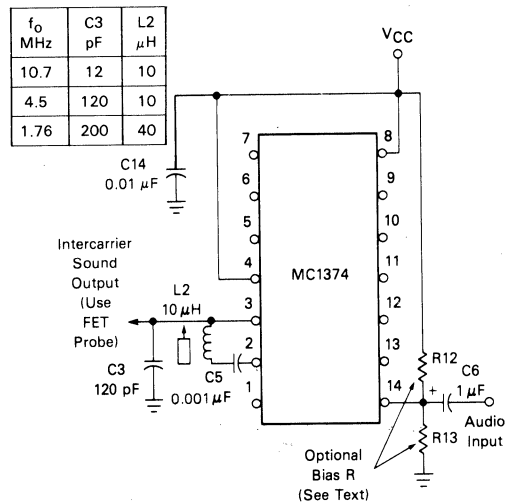 fo C3 L2
MHz pF μH
10.7 12 10
4.5 120 10
1.76 200 40
VCC
C14
0.01 μF
7
6
5
4
3
2
1
8
9
10
11
12
13
14
MC1374
Intercarrier
Sound
Output
(Use
FET
Probe)
L2
10 μH
C3
120 pF
C5
0.001 μF
R12
C6
+
1 μF
R13
Audio
Input
Optional
Bias R
(See Text)